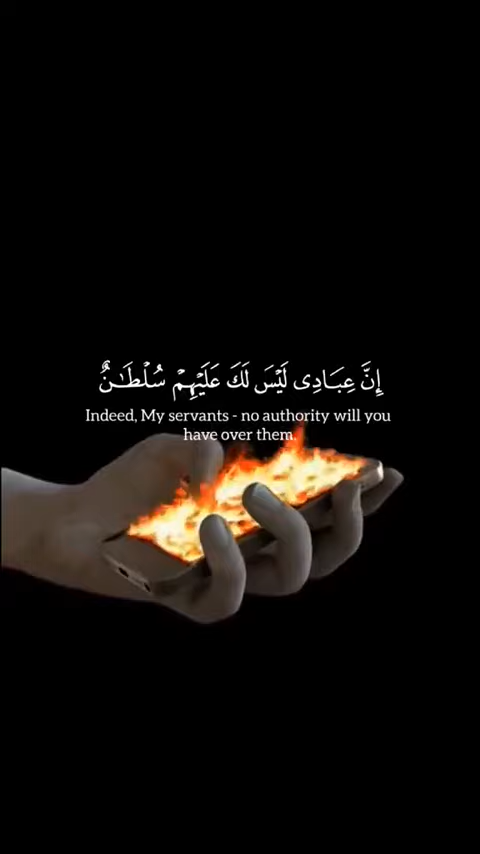 إِنَّ عِبَادِى لَيْسَ لَكَ عَلَيْهِمْ سُلْطَـٰنٌ
Indeed, My servants - no authority will you
have over them.